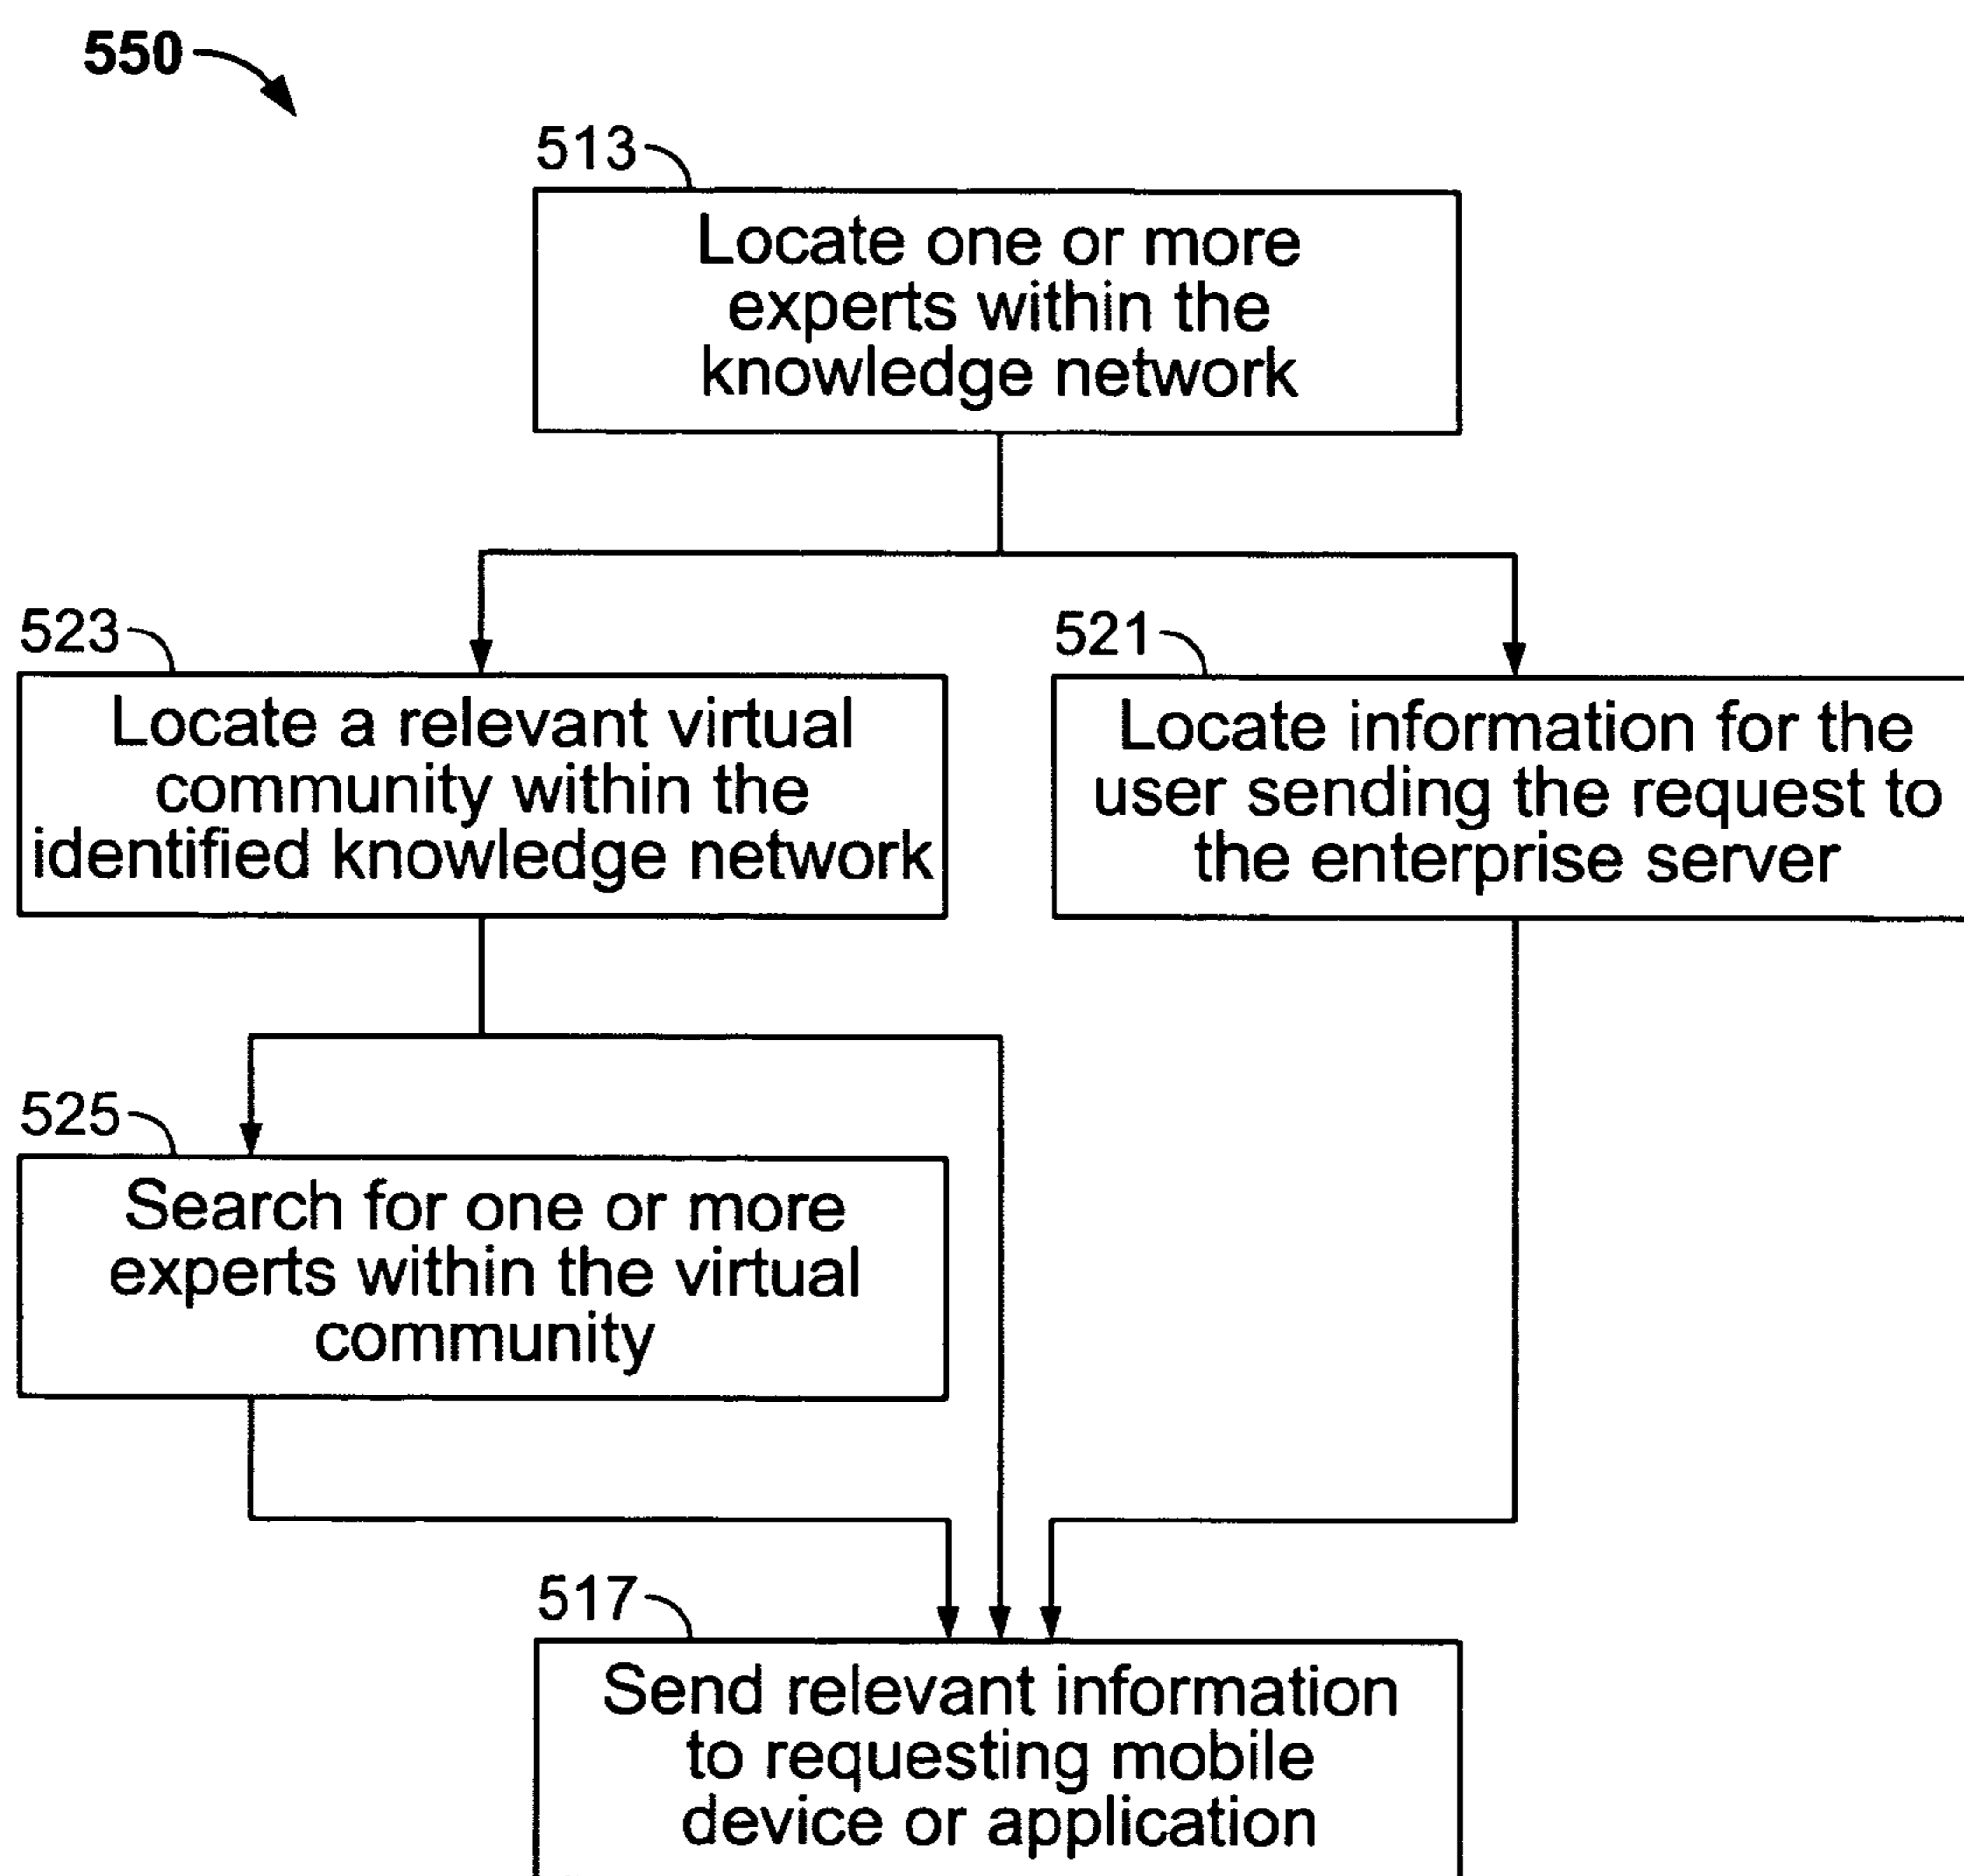 550
513
Locate one or more
experts within the
knowledge network
523
Locate a relevant virtual
community within the
identified knowledge network
521
Locate information for the
user sending the request to
the enterprise server
525
Search for one or more
experts within the virtual
community
517
Send relevant information
to requesting mobile
device or application